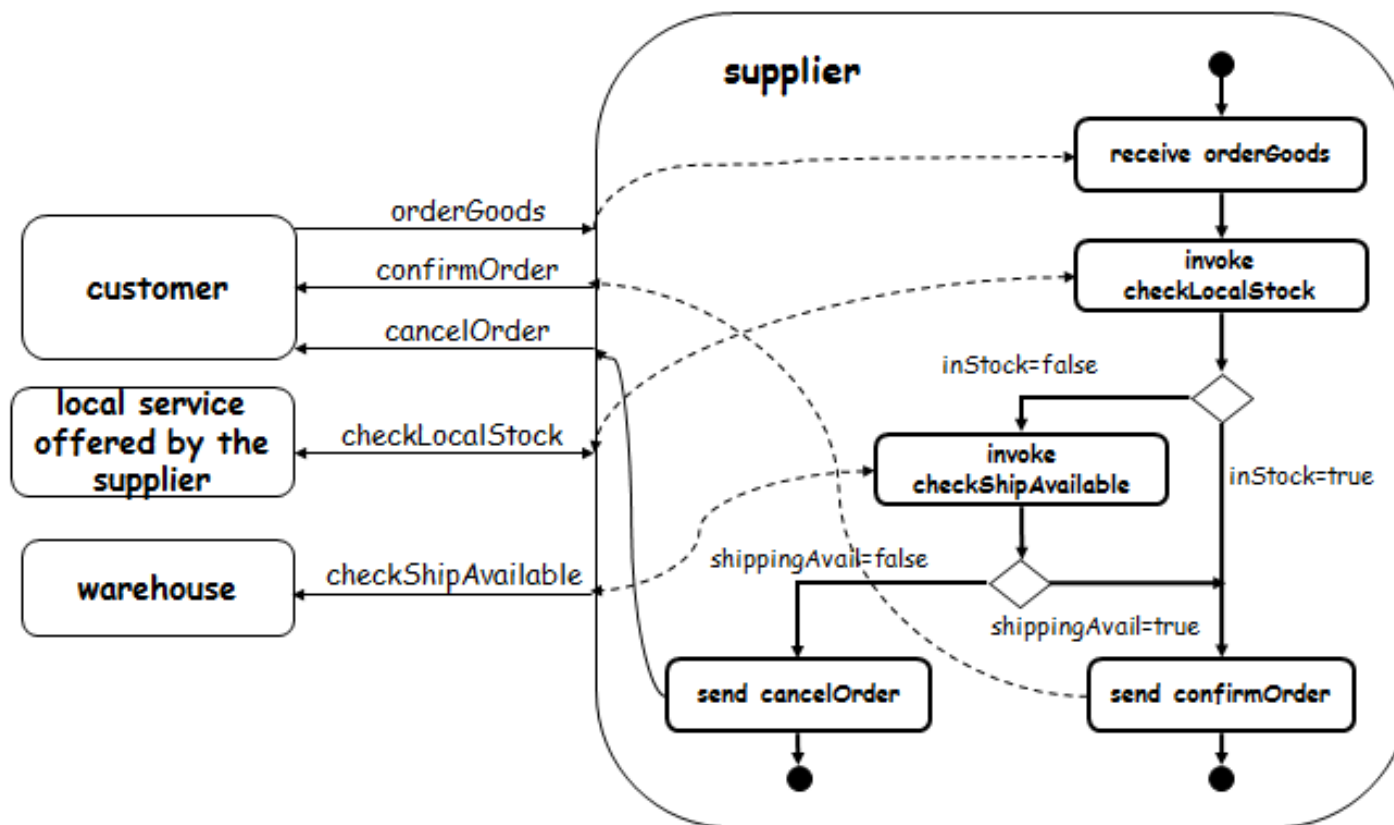 supplier
receive orderGoods
orderGoods
customer
confirmOrder
cancelOrder
invoke
checkLocalStock
inStock=false
local service
offered by the
supplier
checkLocalStock
invoke
checkShipAvailable
inStock=true
warehouse
checkShipAvailable
shippingAvail=false
shippingAvail=true
send cancelOrder
send confirmOrder